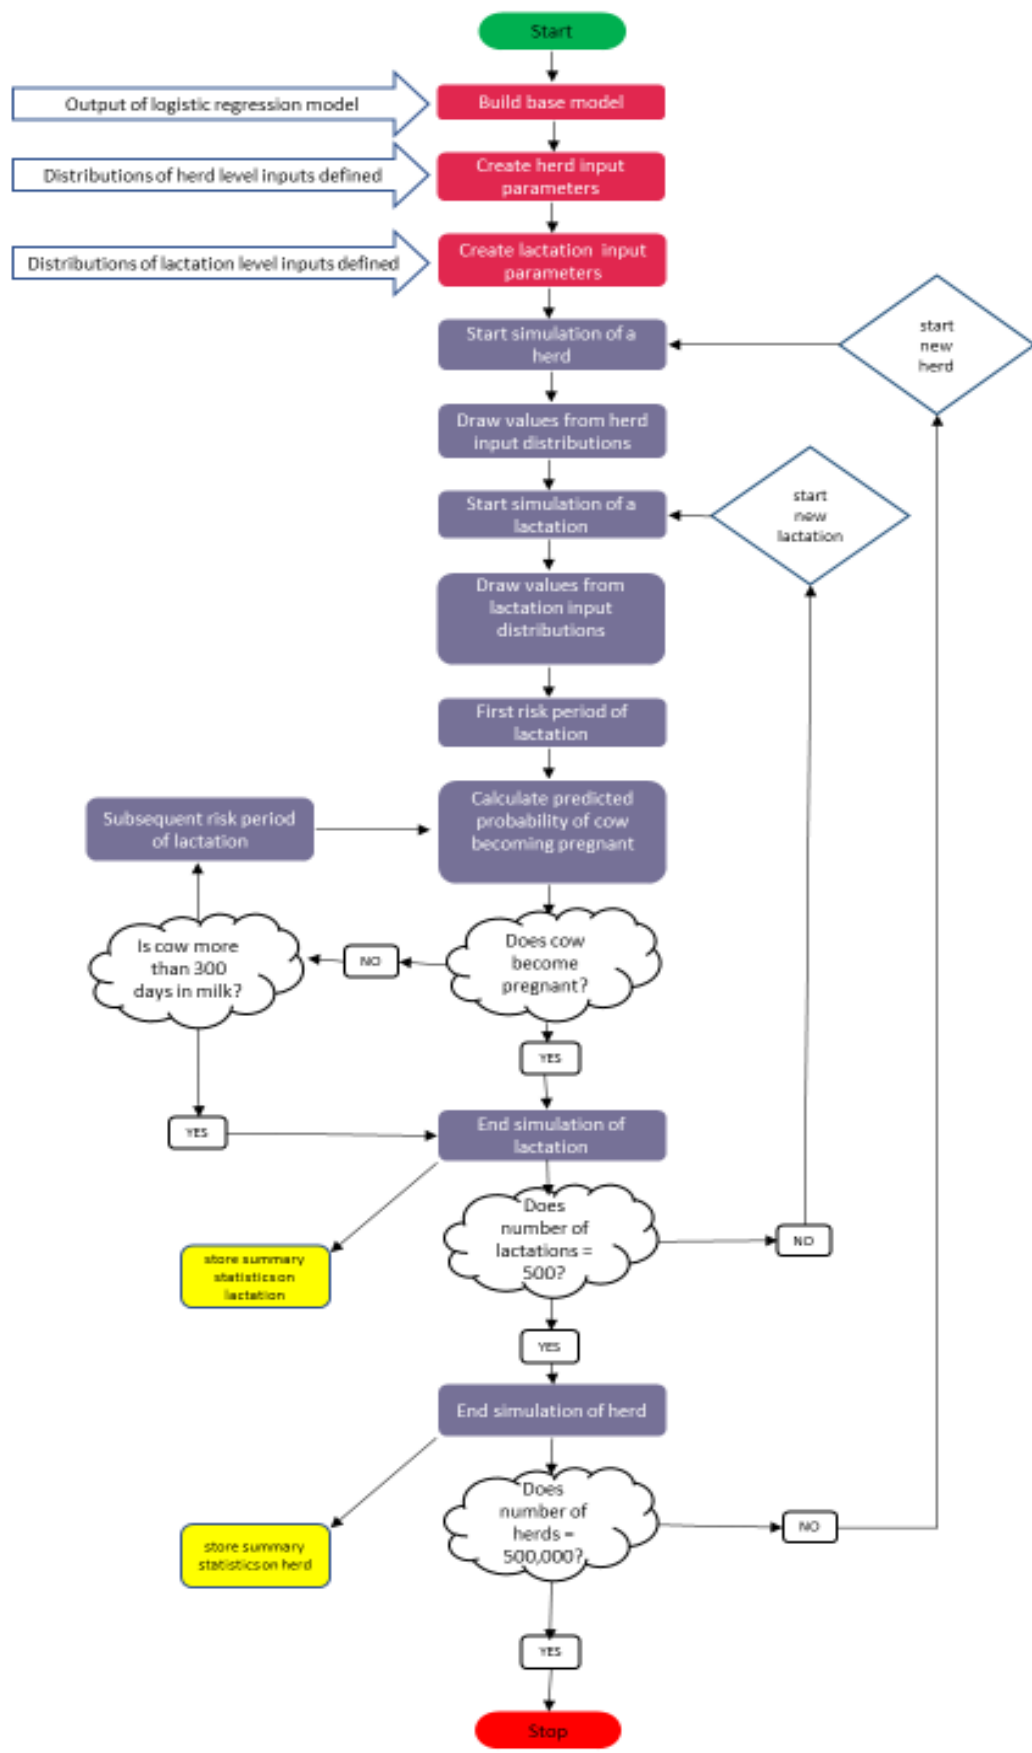 Start
Output of logistic regression model
Build base model
Distributions of herd level inputs defined
Create herd input
parameters
Distributions of lactation level inputs defined
Create lactation input
parameters
Start simulation of a
herd
start
new
herd
Draw values from herd
input distributions
Start simulation of a
lactation
start
new
lactation
Draw values from
lactation input
distributions
First risk period of
lactation
Subsequent risk period
of lactation
Calculate predicted
probability of cow
becoming pregnant
Is cow more
than 300
days in milk?
NO
Does cow
become
pregnant?
YES
YES
End simulation of
lactation
store summary
statistics on
lactation
Does
number of
lactations =
500?
NO
YES
End simulation of herd
store summary
statistics on herd
Does
number of
herds =
500,000?
NO
YES
Stop